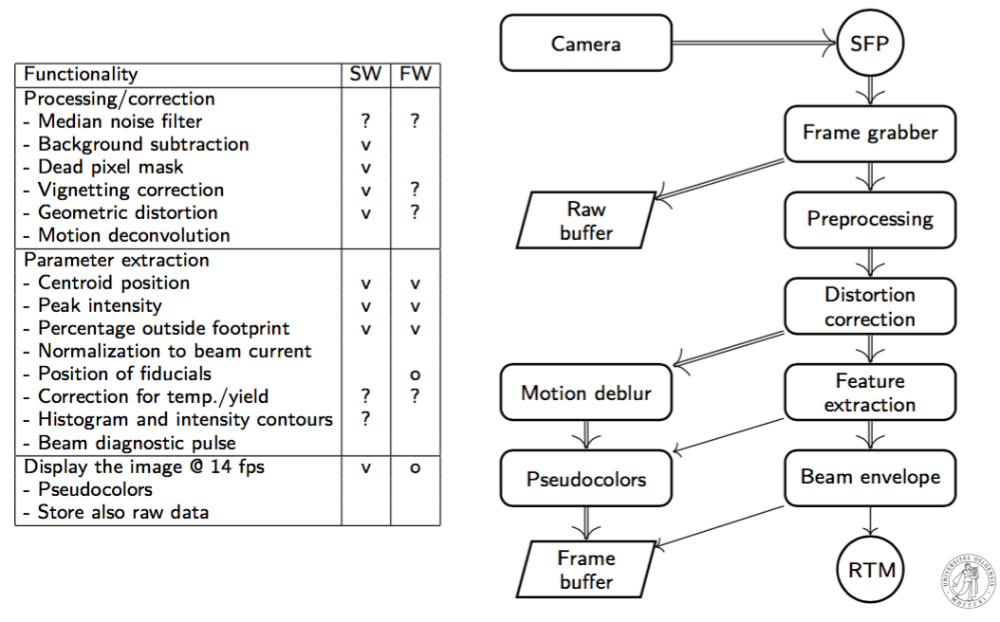 Functionality SW FW
Processing/correction
- Median noise filter ? ?
- Background subtraction v
- Dead pixel mask v
- Vignetting correction v ?
- Geometric distortion v ?
- Motion deconvolution
Parameter extraction
- Centroid position v v
- Peak intensity v v
- Percentage outside footprint v v
- Normalization to beam current
- Position of fiducials o
- Correction for temp./yield ? ?
- Histogram and intensity contours ?
- Beam diagnostic pulse
Display the image @ 14 fps v o
- Pseudocolors
- Store also raw data
Camera
SFP
Frame grabber
Raw
buffer
Preprocessing
Distortion
correction
Motion deblur
Feature
extraction
Pseudocolors
Beam envelope
Frame
buffer
RTM
UNIVERSITAS OSLOENSIS
MDCCCXI